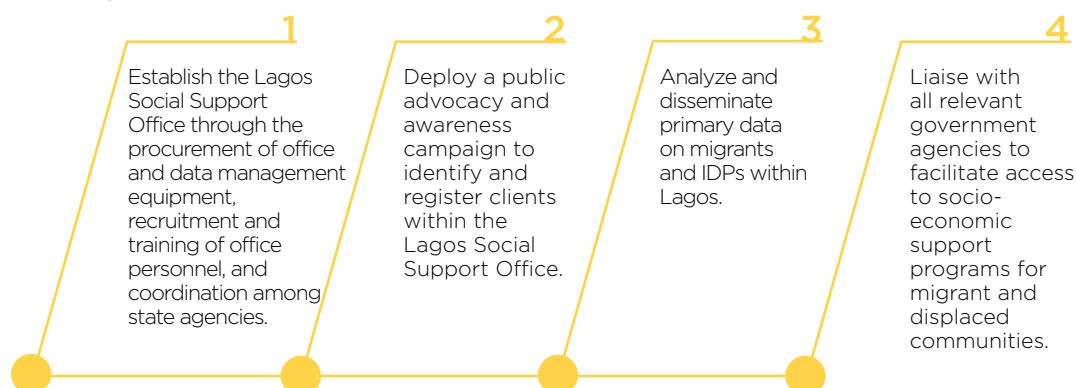 1
Establish the Lagos
Social Support
Office through the
procurement of office
and data management
equipment,
recruitment and
training of office
personnel, and
coordination among
state agencies.
2
Deploy a public
advocacy and
awareness
campaign to
identify and
register clients
within the
Lagos Social
Support Office.
3
Analyze and
disseminate
primary data
on migrants
and IDPs within
Lagos.
4
Liaise with
all relevant
government
agencies to
facilitate access
to socio-
economic
support
programs for
migrant and
displaced
communities.